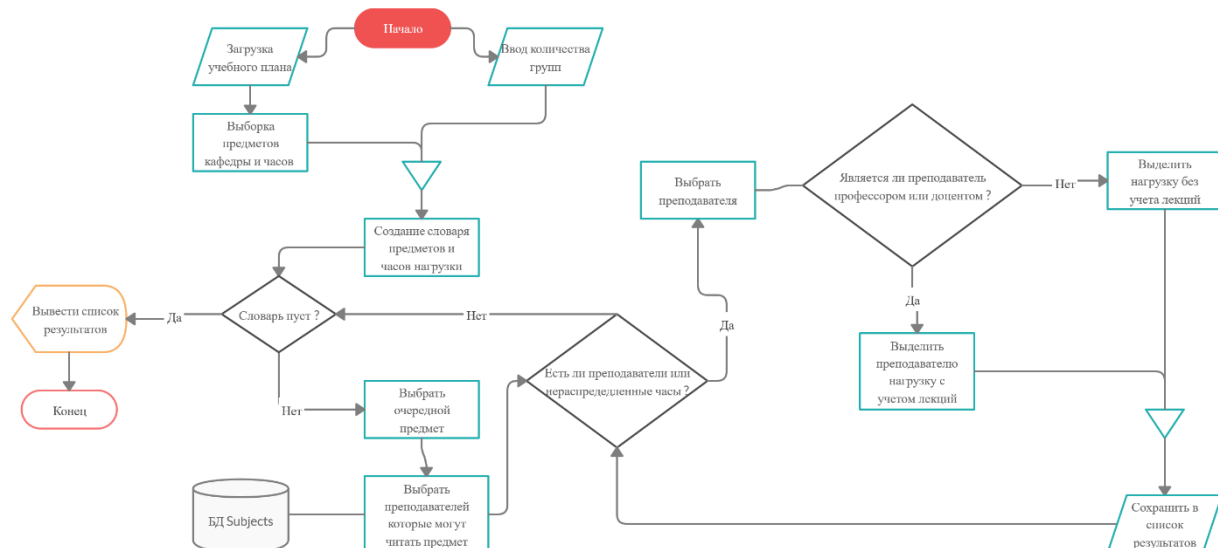 Начало
Загрузка
учебного плана
Ввод количества
групп
Выборка
предметов
кафедры и часов
Создание словаря
предметов и
часов нагрузки
Словарь пуст ?
Да
Вывести список
результатов
Конец
Нет
Выбрать
очередной
предмет
БД Subjects
Выбрать
преподавателей
которые могут
читать предмет
Есть ли преподаватели или
нераспредедленные часы ?
Нет
Да
Выбрать
преподавателя
Является ли преподаватель
профессором или доцентом ?
Нет
Выделить
нагрузку без
учета лекций
Да
Выделить
преподавателю
нагрузку с
учетом лекций
Сохранить в
список
результатов